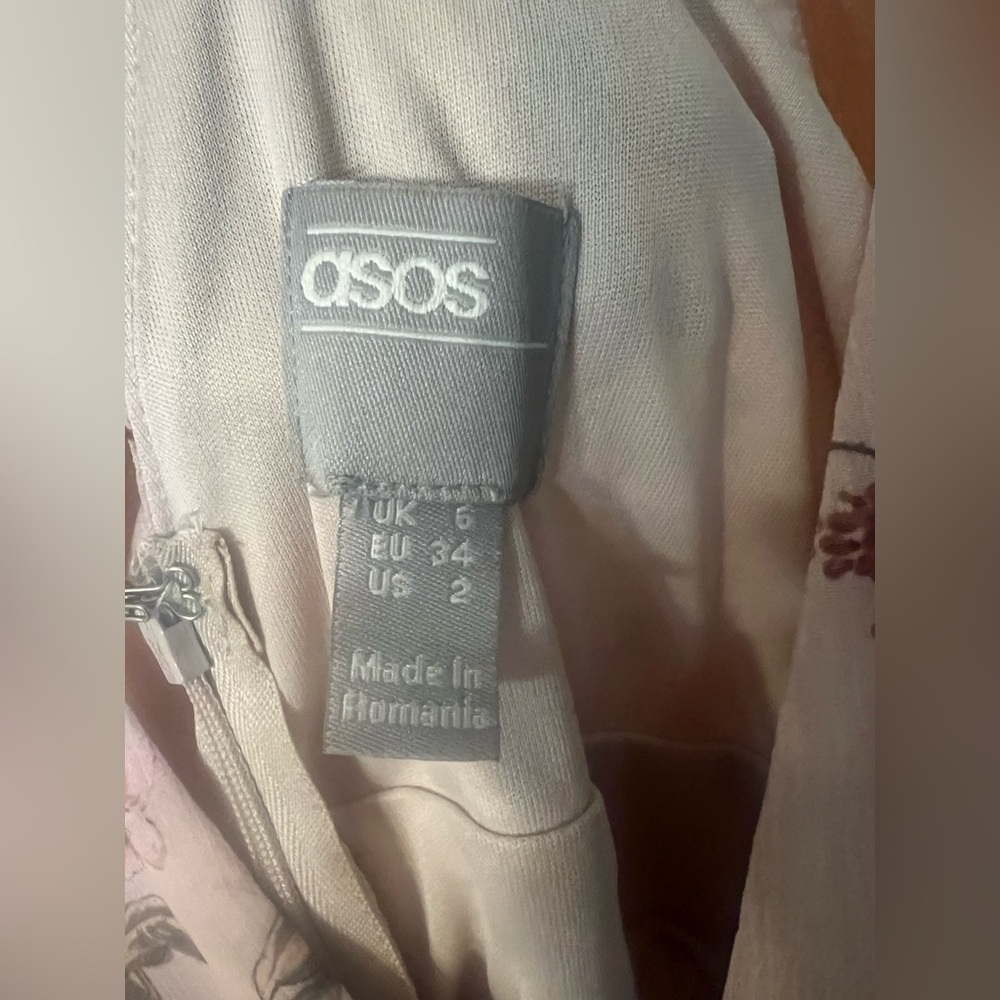 asos
UK 6
EU 34
US 2
Made in
Romania